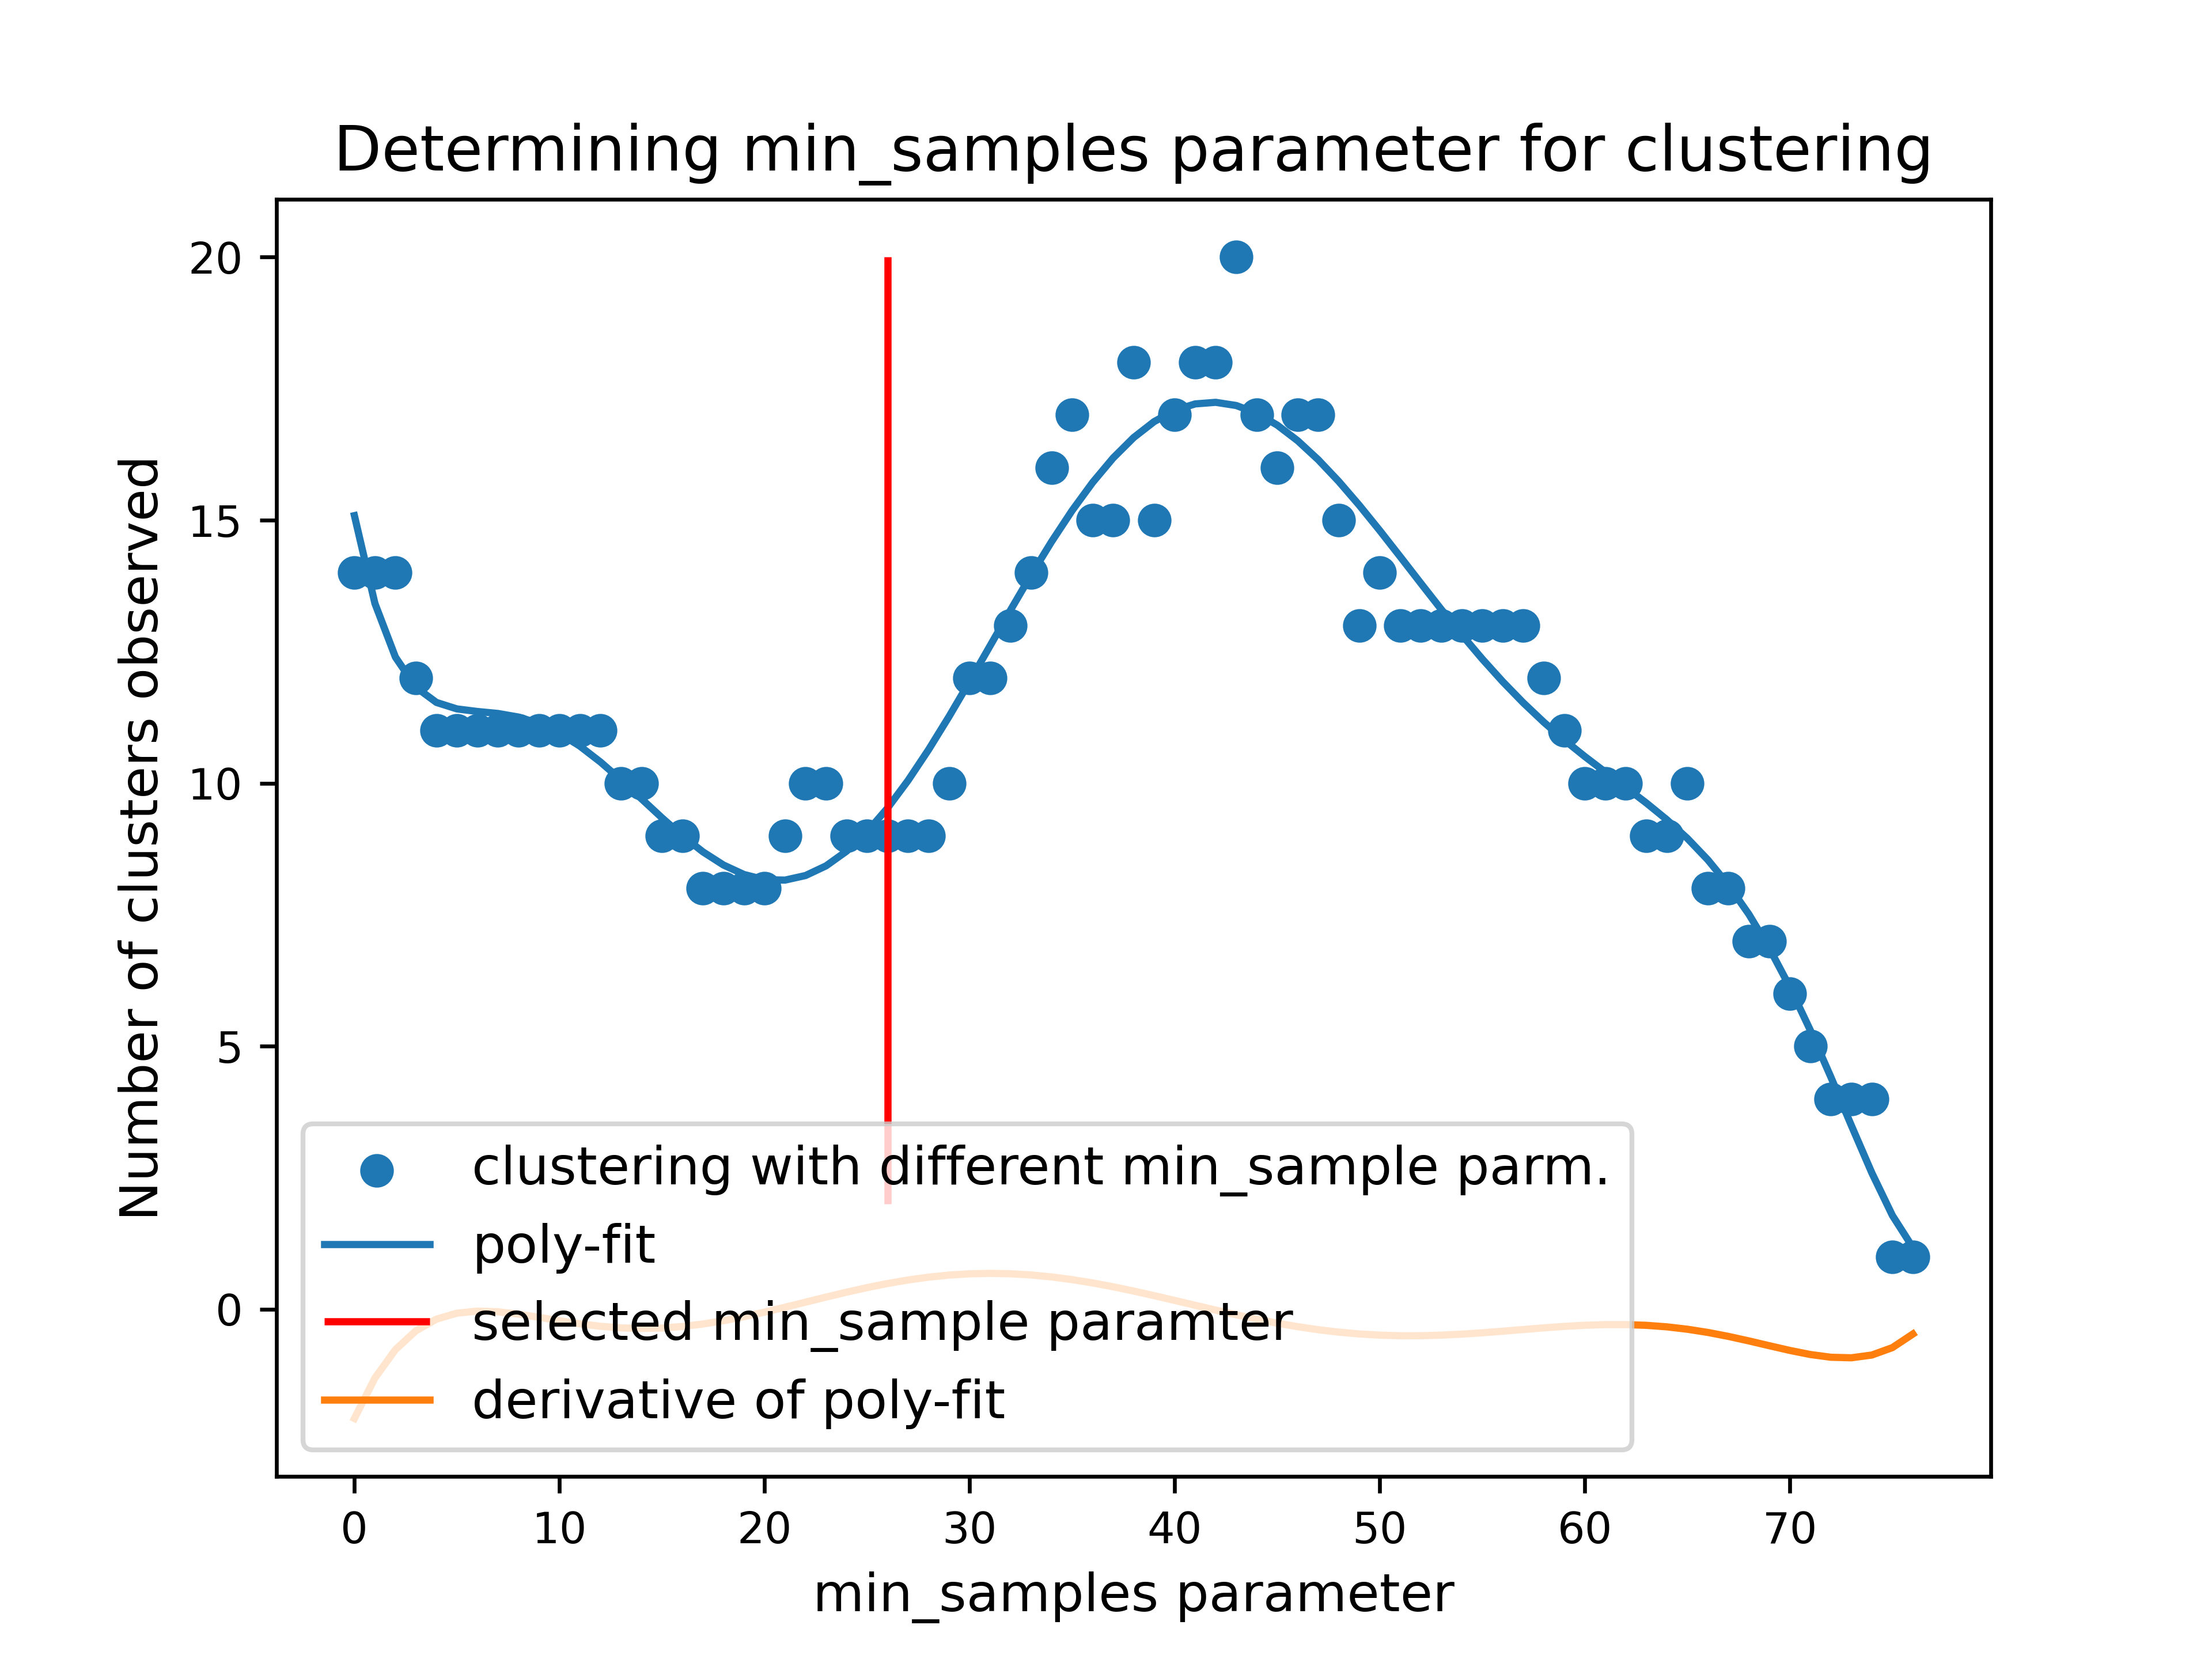 Determining min_samples parameter for clustering
Number of clusters observed
20
15
10
5
0
clustering with different min_sample parm.
poly-fit
selected min_sample paramter
derivative of poly-fit
0 10 20 30 40 50 60 70
min_samples parameter